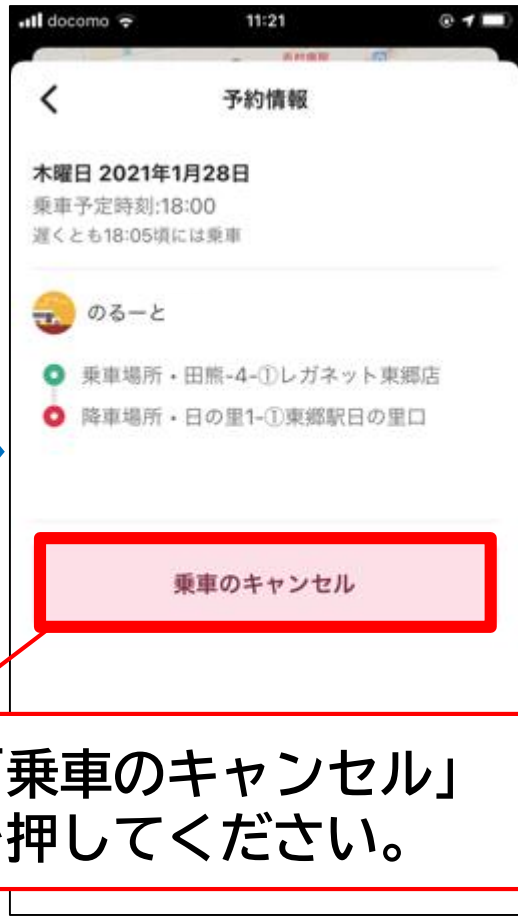 docomo 11:21
予約情報
木曜日 2021年1月28日
乗車予定時刻:18:00
遅くとも18:05頃には乗車
のるーと
乗車場所・田熊-4-①レガネット東郷店
降車場所・日の里1-①東郷駅日の里口
乗車のキャンセル
「乗車のキャンセル」
を押してください。